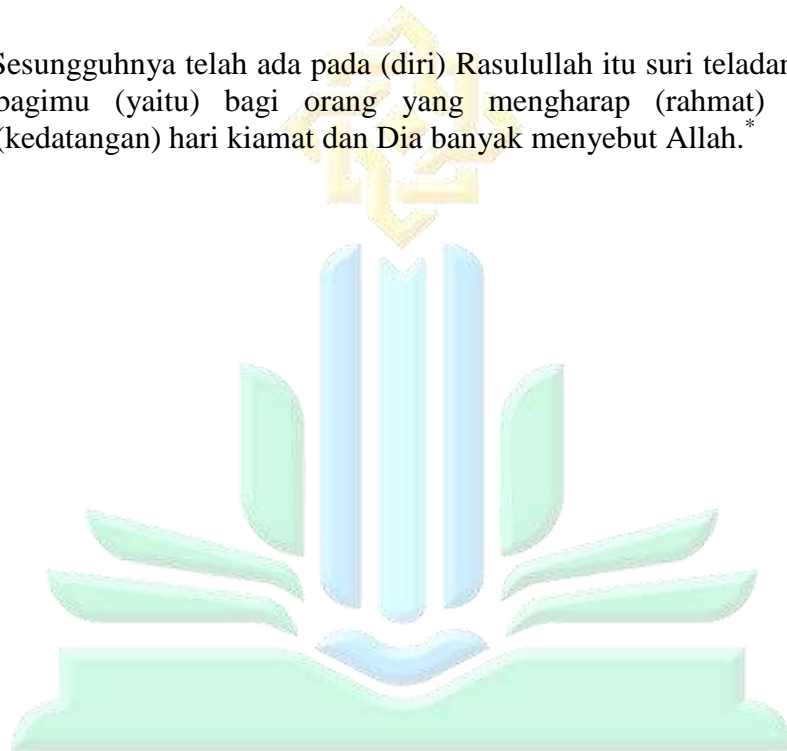 Sesungguhnya telah ada pada (diri) Rasulullah itu suri teladan
bagimu (yaitu) bagi orang yang mengharap (rahmat)
(kedatangan) hari kiamat dan Dia banyak menyebut Allah.*